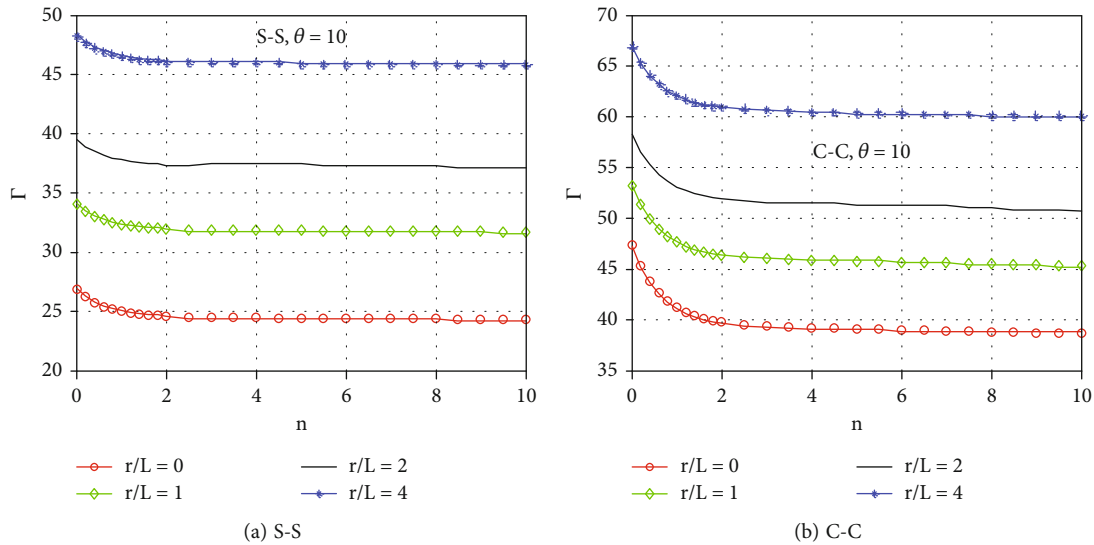 50
45
40
35
30
25
20
Γ
S-S, θ = 10
0 2 4 6 8 10
n
r/L = 0 r/L = 2
r/L = 1 r/L = 4
(a) S-S
70
65
60
55
50
45
40
35
Γ
C-C, θ = 10
0 2 4 6 8 10
n
r/L = 0 r/L = 2
r/L = 1 r/L = 4
(b) C-C